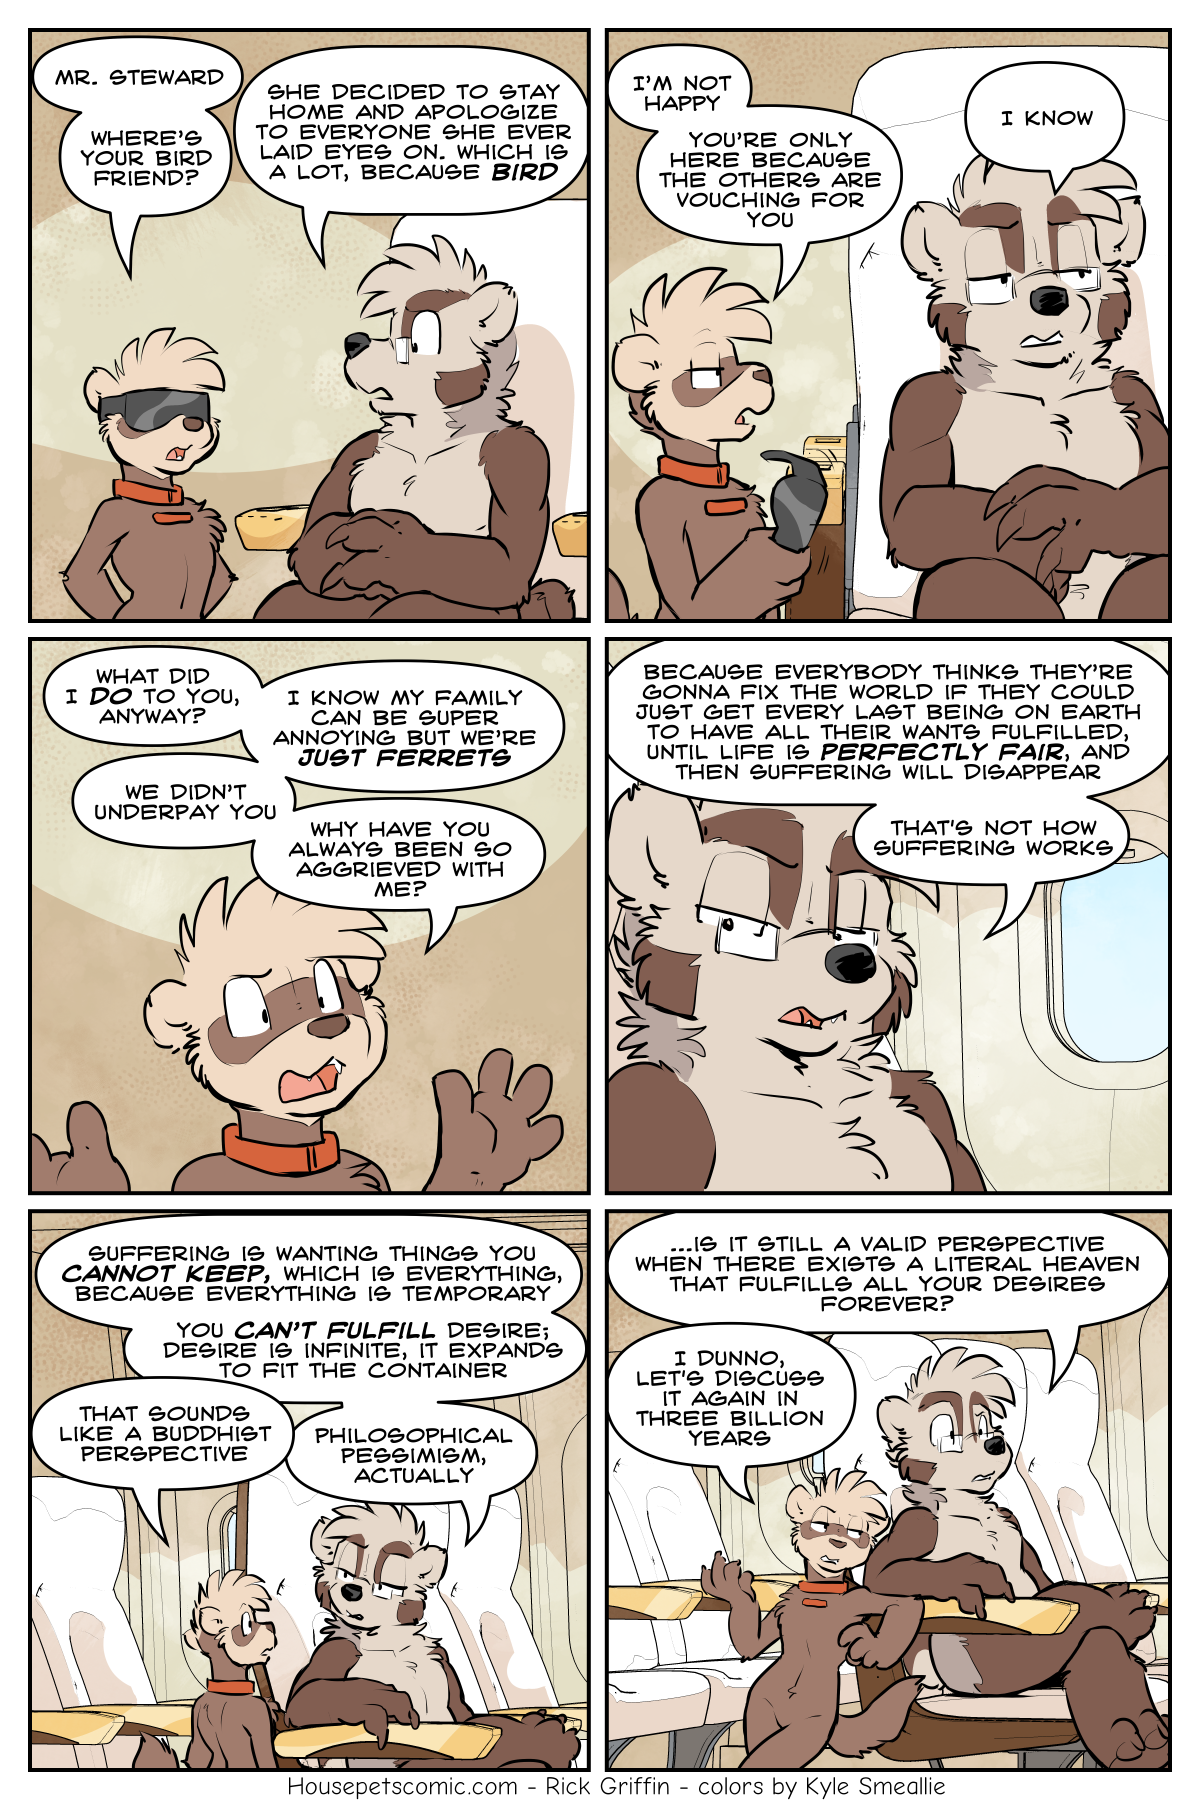 MR. STEWARD
WHERE'S
YOUR BIRD
FRIEND?
SHE DECIDED TO STAY
HOME AND APOLOGIZE
TO EVERYONE SHE EVER
LAID EYES ON. WHICH IS
A LOT, BECAUSE BIRD
I'M NOT
HAPPY
YOU'RE ONLY
HERE BECAUSE
THE OTHERS ARE
VOUCHING FOR
YOU
I KNOW
WHAT DID
I DO TO YOU,
ANYWAY?
I KNOW MY FAMILY
CAN BE SUPER
ANNOYING BUT WE'RE
JUST FERRETS
WE DIDN'T
UNDERPAY YOU
WHY HAVE YOU
ALWAYS BEEN SO
AGGRIEVED WITH
ME?
BECAUSE EVERYBODY THINKS THEY'RE
GONNA FIX THE WORLD IF THEY COULD
JUST GET EVERY LAST BEING ON EARTH
TO HAVE ALL THEIR WANTS FULFILLED,
UNTIL LIFE IS PERFECTLY FAIR, AND
THEN SUFFERING WILL DISAPPEAR
THAT'S NOT HOW
SUFFERING WORKS
SUFFERING IS WANTING THINGS YOU
CANNOT KEEP, WHICH IS EVERYTHING,
BECAUSE EVERYTHING IS TEMPORARY
YOU CAN'T FULFILL DESIRE;
DESIRE IS INFINITE, IT EXPANDS
TO FIT THE CONTAINER
THAT SOUNDS
LIKE A BUDDHIST
PERSPECTIVE
PHILOSOPHICAL
PESSIMISM,
ACTUALLY
...IS IT STILL A VALID PERSPECTIVE
WHEN THERE EXISTS A LITERAL HEAVEN
THAT FULFILLS ALL YOUR DESIRES
FOREVER?
I DUNNO,
LET'S DISCUSS
IT AGAIN IN
THREE BILLION
YEARS
Housepetscomic.com - Rick Griffin - colors by Kyle Smeallie